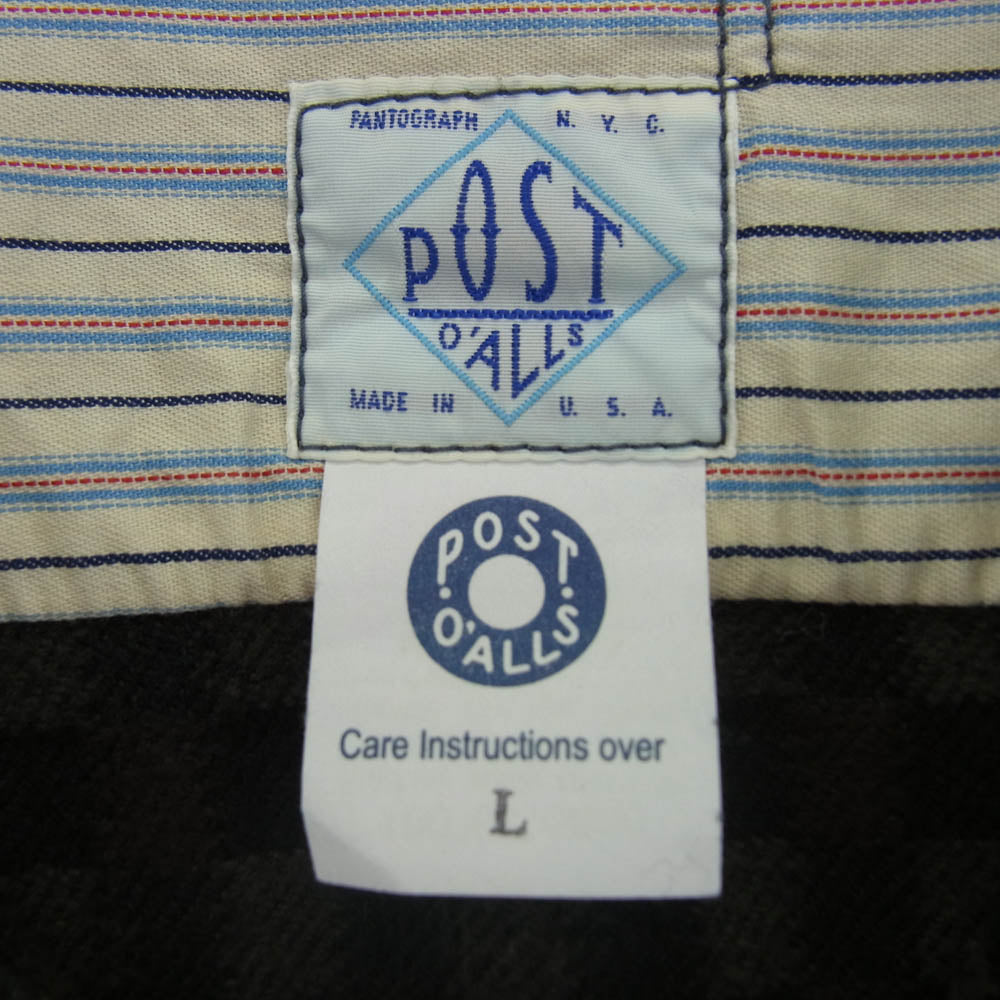 PANTOGRAPH N. Y. C.
POST
O'ALLS
MADE IN U. S. A.
POST
O'ALLS
Care Instructions over
L